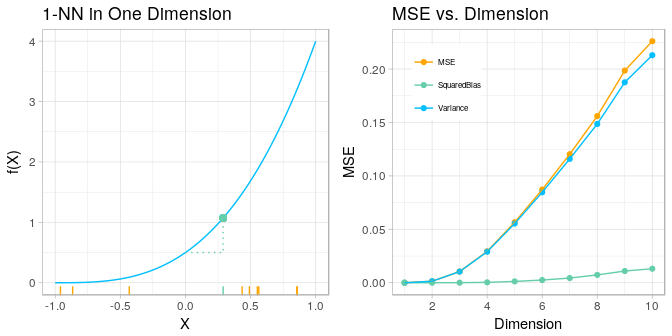 1-NN in One Dimension
f(X)
4
3
2
1
0
-1.0 -0.5 0.0 0.5 1.0
X
MSE vs. Dimension
MSE
0.20
0.15
0.10
0.05
0.00
MSE
SquaredBias
Variance
2 4 6 8 10
Dimension